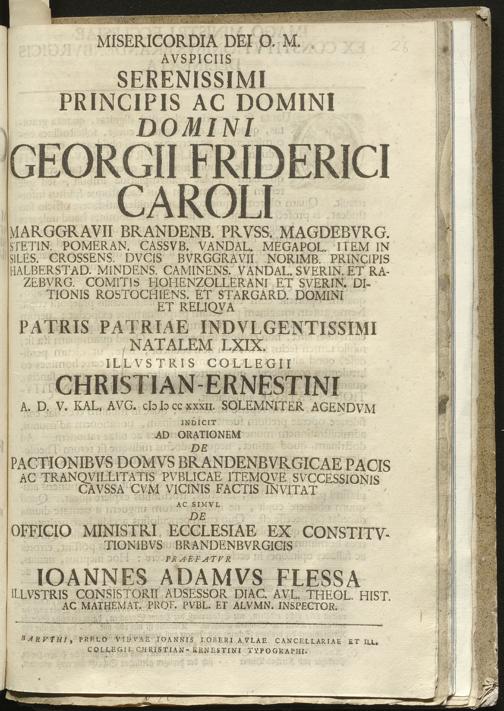 26
MISERICORDIA DEI O. M.
AVSPICIIS
SERENISSIMI
PRINCIPIS AC DOMINI
DOMINI
GEORGII FRIDERICI
CAROLI
MARGGRAVII BRANDENB. PRVSS. MAGDEBVRG.
STETIN. POMERAN. CASSVB. VANDAL. MEGAPOL. ITEM IN
SILES. CROSSENS. DVCIS BVRGGRAVII NORIMB. PRINCIPIS
HALBERSTAD. MINDENS. CAMINENS. VANDAL. SVERIN. ET RA-
ZEBVRG. COMITIS HOHENZOLLERANI ET SVERIN. DI-
TIONIS ROSTOCHIENS. ET STARGARD. DOMINI
ET RELIQVA
PATRIS PATRIAE INDVLGENTISSIMI
NATALEM LXIX.
ILLVSTRIS COLLEGII
CHRISTIAN-ERNESTINI
A. D. V. KAL. AVG. cIↄ Iↄ cc xxxII. SOLEMNITER AGENDVM
INDICIT
AD ORATIONEM
DE
PACTIONIBVS DOMVS BRANDENBVRGICAE PACIS
AC TRANQVILLITATIS PVBLICAE ITEMQVE SVCCESSIONIS
CAVSSA CVM VICINIS FACTIS INVITAT
AC SIMVL
DE
OFFICIO MINISTRI ECCLESIAE EX CONSTITV-
TIONIBVS BRANDENBVRGICIS
PRAEFATVR
IOANNES ADAMVS FLESSA
ILLVSTRIS CONSISTORII ADSESSOR DIAC. AVL. THEOL. HIST.
AC MATHEMAT. PROF. PVBL. ET ALVMN. INSPECTOR.
BARVTHI, PRELO VIDVAE IOANNIS LOBERI AVLAE CANCELLARIAE ET ILL.
COLLEGII CHRISTIAN-ERNESTINI TYPOGRAPHI.